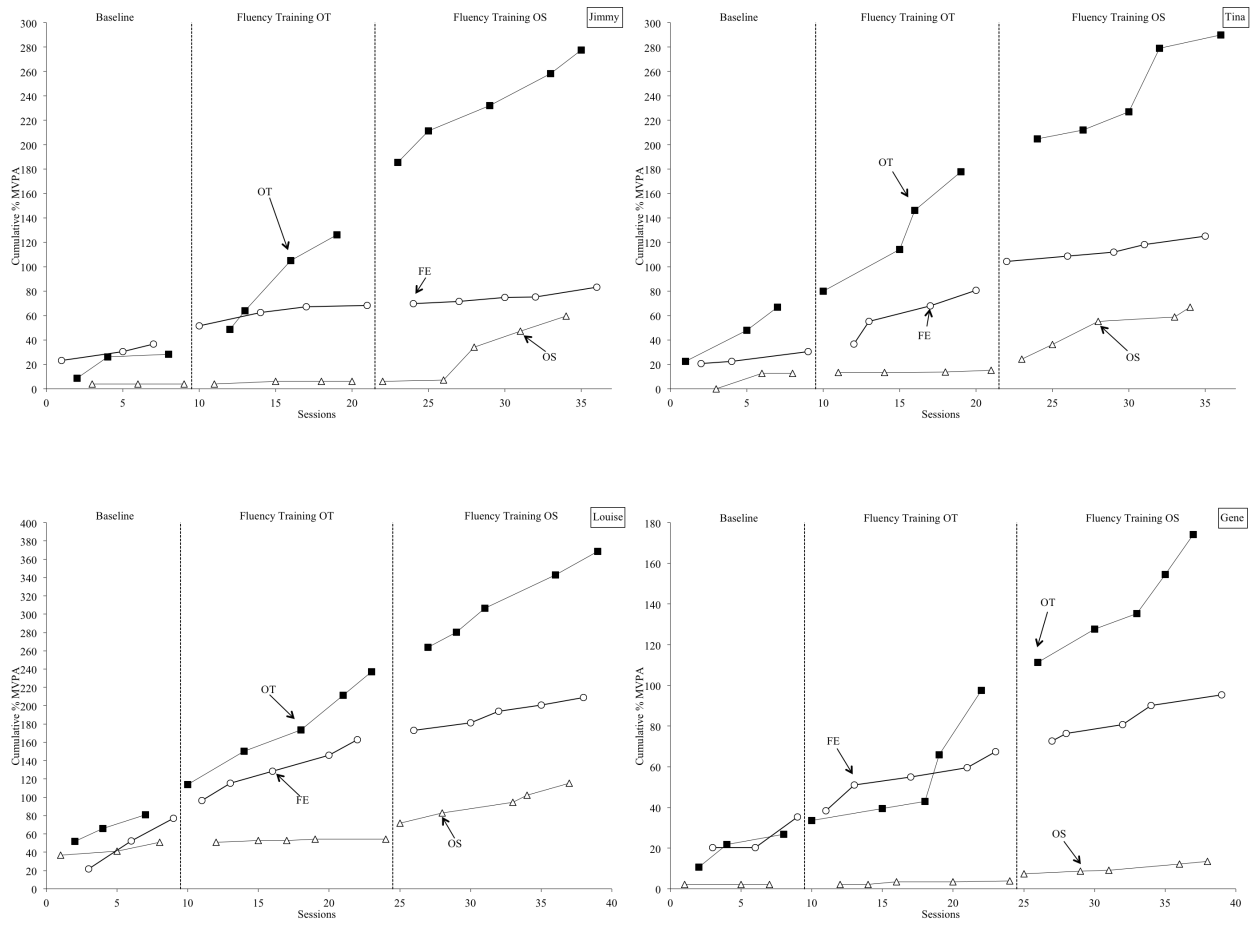 Baseline Fluency Training OT Fluency Training OS Jimmy
300
280
260
240
220
200
180
160
140
120
100
80
60
40
20
0
Cumulative % MVPA
OT
FE
OS
0 5 10 15 20 25 30 35
Sessions
Baseline Fluency Training OT Fluency Training OS Tina
300
280
260
240
220
200
180
160
140
120
100
80
60
40
20
0
Cumulative % MVPA
OT
FE
OS
0 5 10 15 20 25 30 35
Sessions
Baseline Fluency Training OT Fluency Training OS Louise
400
380
360
340
320
300
280
260
240
220
200
180
160
140
120
100
80
60
40
20
0
Cumulative % MVPA
OT
FE
OS
0 5 10 15 20 25 30 35 40
Sessions
Baseline Fluency Training OT Fluency Training OS Gene
180
160
140
120
100
80
60
40
20
0
Cumulative % MVPA
OT
FE
OS
0 5 10 15 20 25 30 35 40
Sessions